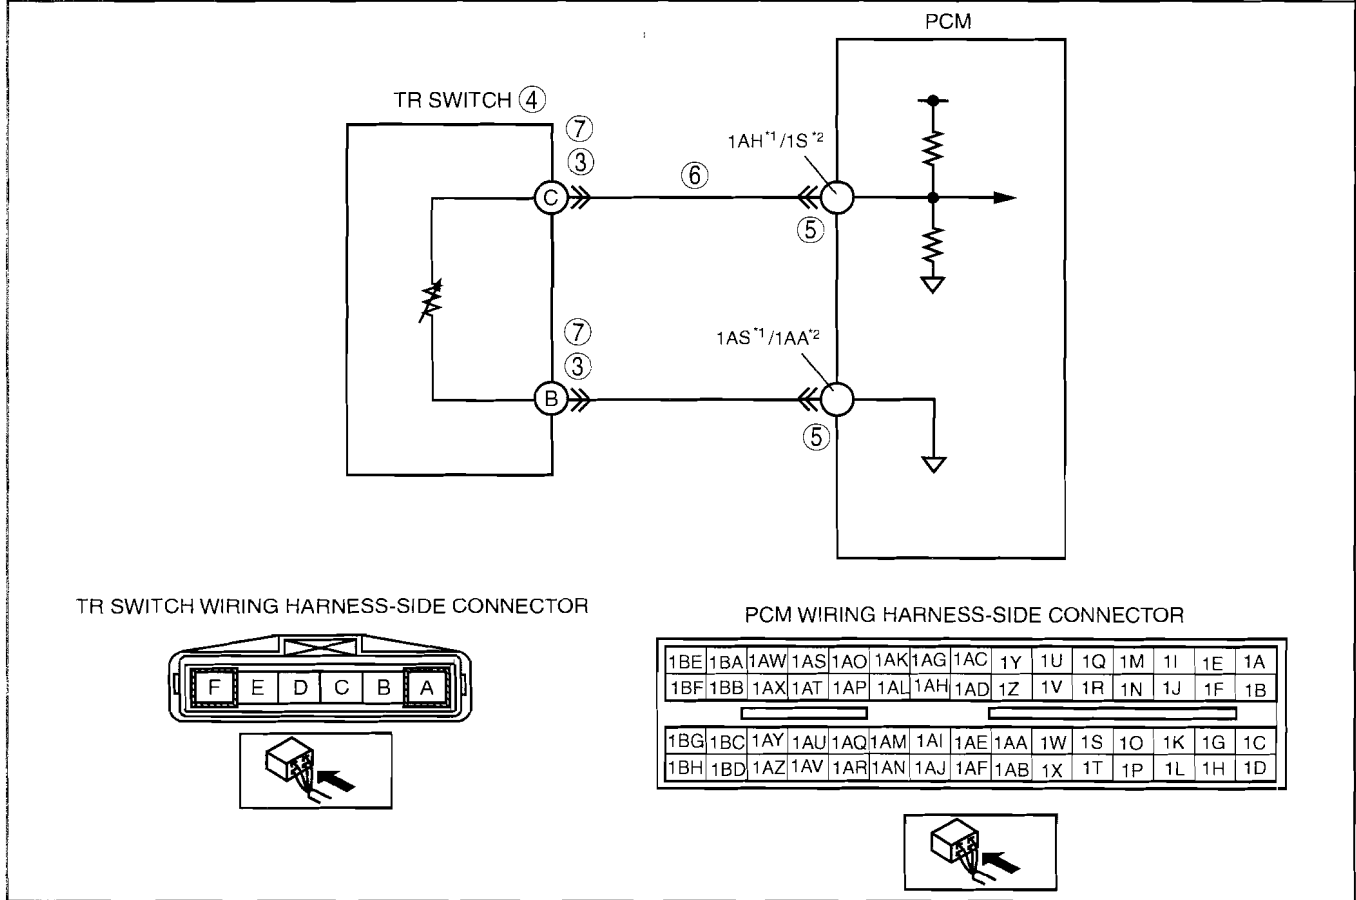 PCM
TR SWITCH ④
⑦
③
1AH*1/1S*2
⑥
C
⑤
⑦
③
1AS*1/1AA*2
B
⑤
TR SWITCH WIRING HARNESS-SIDE CONNECTOR
F E D C B A
PCM WIRING HARNESS-SIDE CONNECTOR
1BE 1BA 1AW 1AS 1AO 1AK 1AG 1AC 1Y 1U 1Q 1M 1I 1E 1A
1BF 1BB 1AX 1AT 1AP 1AL 1AH 1AD 1Z 1V 1R 1N 1J 1F 1B
1BG 1BC 1AY 1AU 1AQ 1AM 1AI 1AE 1AA 1W 1S 1O 1K 1G 1C
1BH 1BD 1AZ 1AV 1AR 1AN 1AJ 1AF 1AB 1X 1T 1P 1L 1H 1D